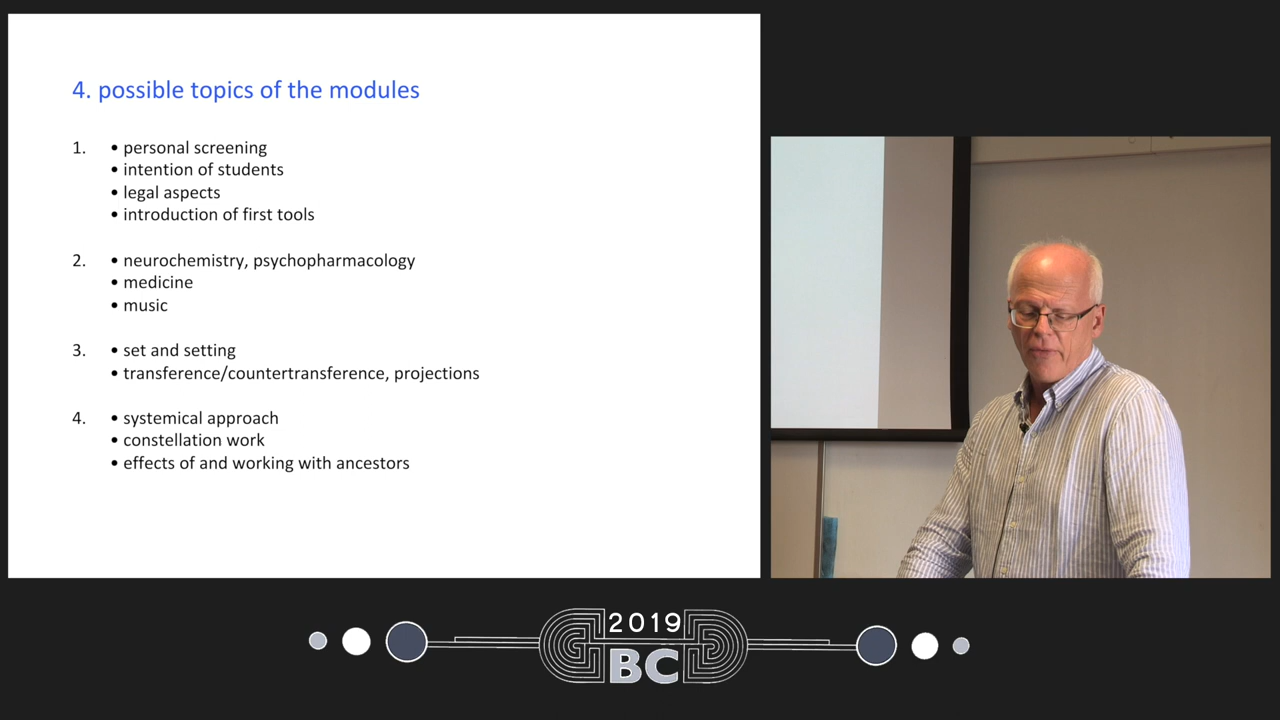 4. possible topics of the modules
1. • personal screening
• intention of students
• legal aspects
• introduction of first tools
2. • neurochemistry, psychopharmacology
• medicine
• music
3. • set and setting
• transference/countertransference, projections
4. • systemical approach
• constellation work
• effects of and working with ancestors
2019
BC